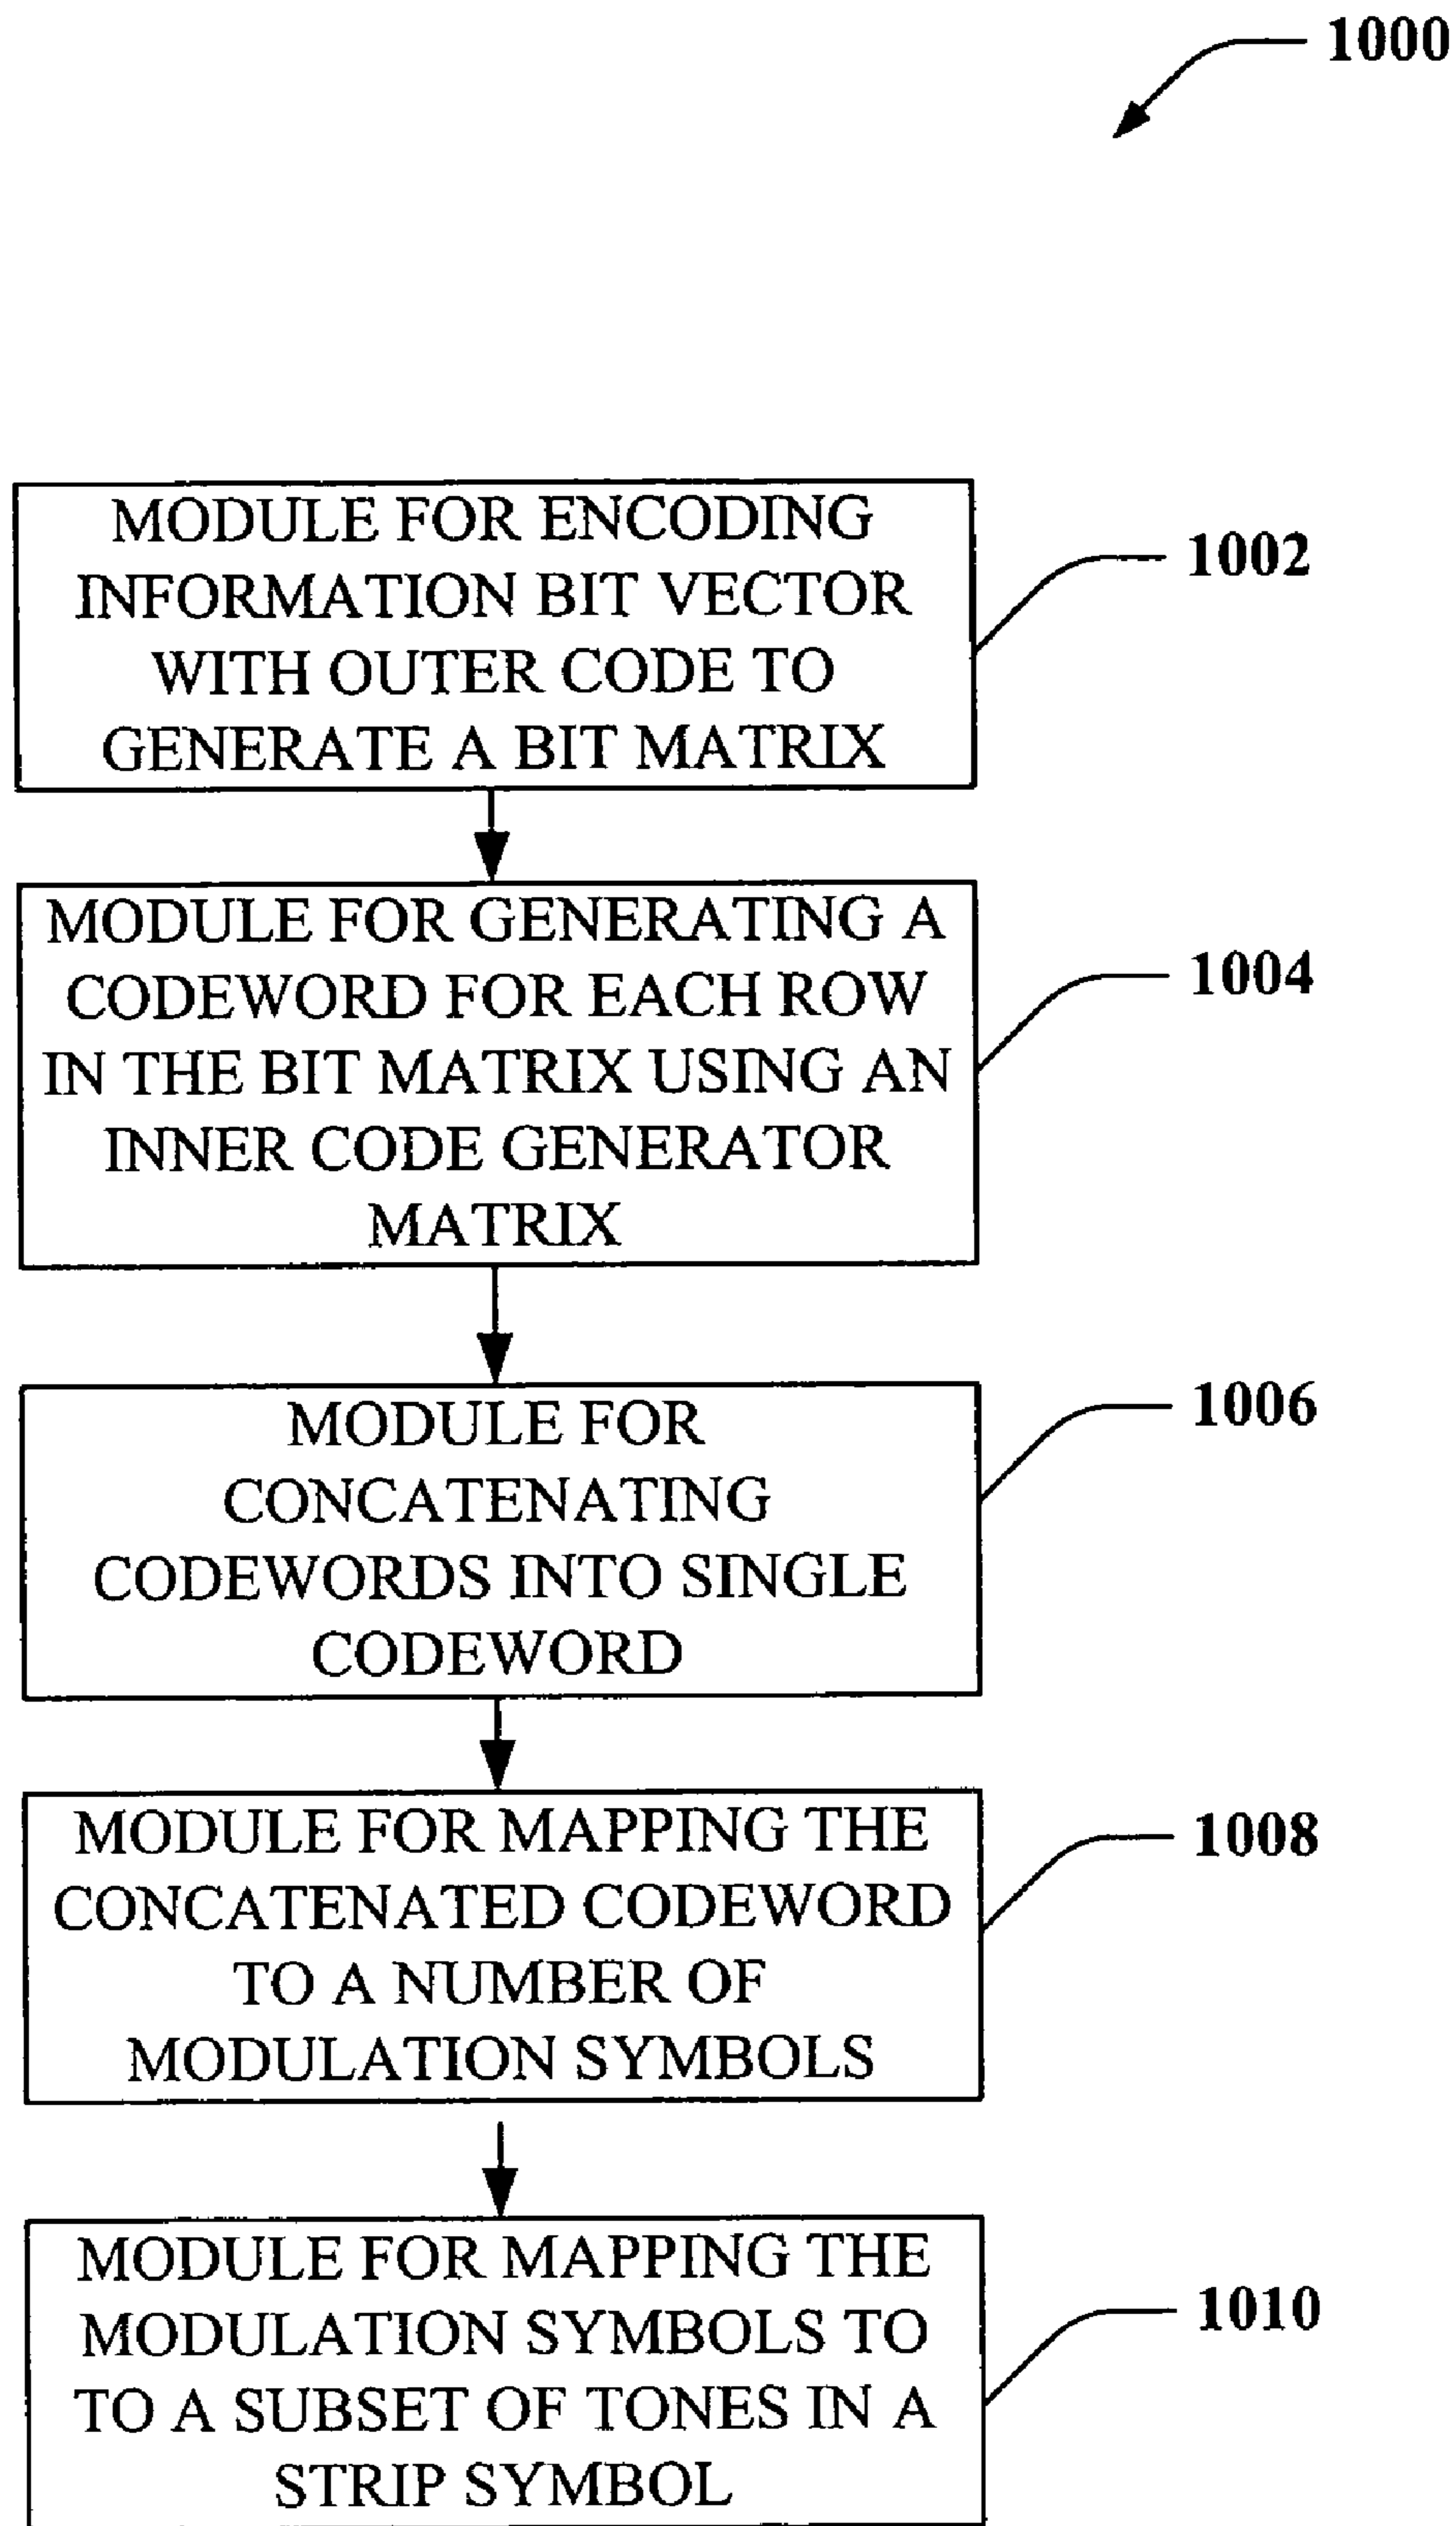 1000
MODULE FOR ENCODING
INFORMATION BIT VECTOR
WITH OUTER CODE TO
GENERATE A BIT MATRIX
1002
MODULE FOR GENERATING A
CODEWORD FOR EACH ROW
IN THE BIT MATRIX USING AN
INNER CODE GENERATOR
MATRIX
1004
MODULE FOR
CONCATENATING
CODEWORDS INTO SINGLE
CODEWORD
1006
MODULE FOR MAPPING THE
CONCATENATED CODEWORD
TO A NUMBER OF
MODULATION SYMBOLS
1008
MODULE FOR MAPPING THE
MODULATION SYMBOLS TO
TO A SUBSET OF TONES IN A
STRIP SYMBOL
1010